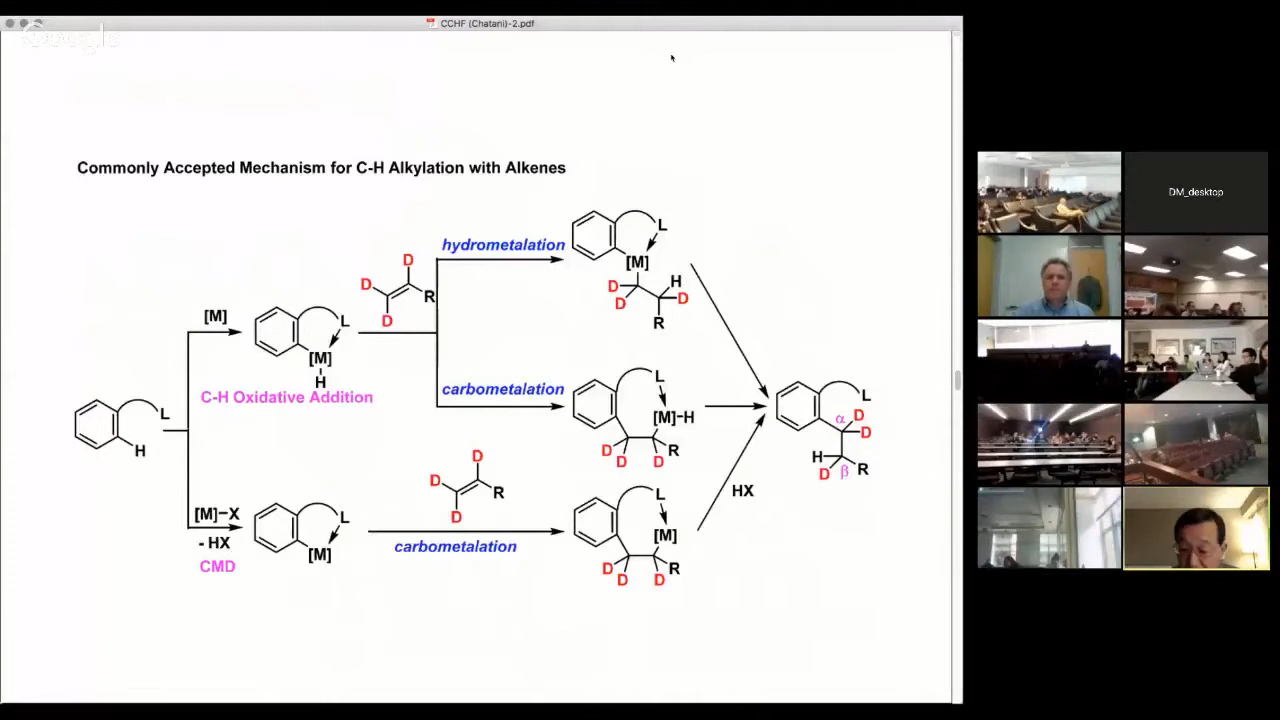 CCHF (Chatani)-2.pdf
Google
Commonly Accepted Mechanism for C-H Alkylation with Alkenes
L
H
[M]
L
[M]
H
C-H Oxidative Addition
[M]–X
- HX
CMD
L
[M]
D
D
R
D
hydrometalation
carbometalation
D
D
R
D
carbometalation
L
[M]
H
D
D
D
R
L
[M]-H
D
D
D
R
L
[M]
D
D
D
R
HX
L
α
D
D
H
D
β
R
DM_desktop